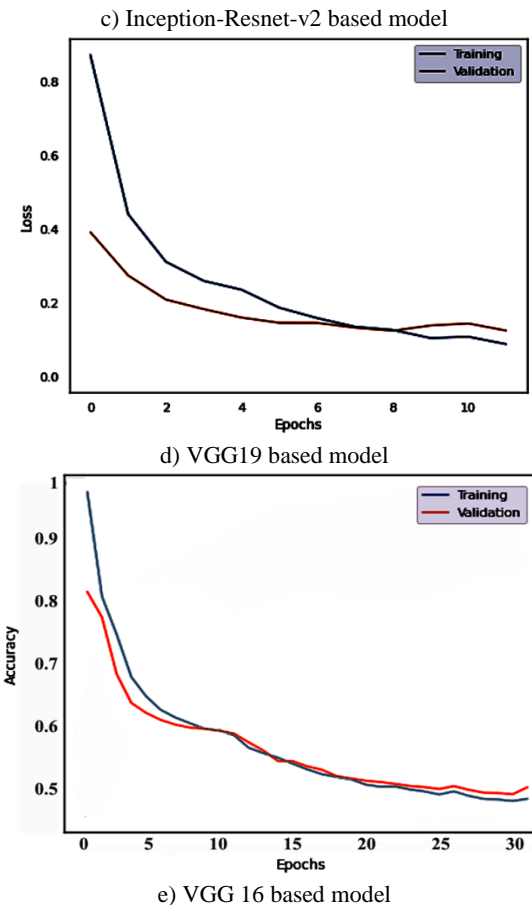 c) Inception-Resnet-v2 based model
Training
Validation
0.8
0.6
0.4
0.2
0.0
Loss
0 2 4 6 8 10
Epochs
d) VGG19 based model
Training
Validation
1
0.9
0.8
0.7
0.6
0.5
Accuracy
0 5 10 15 20 25 30
Epochs
e) VGG 16 based model